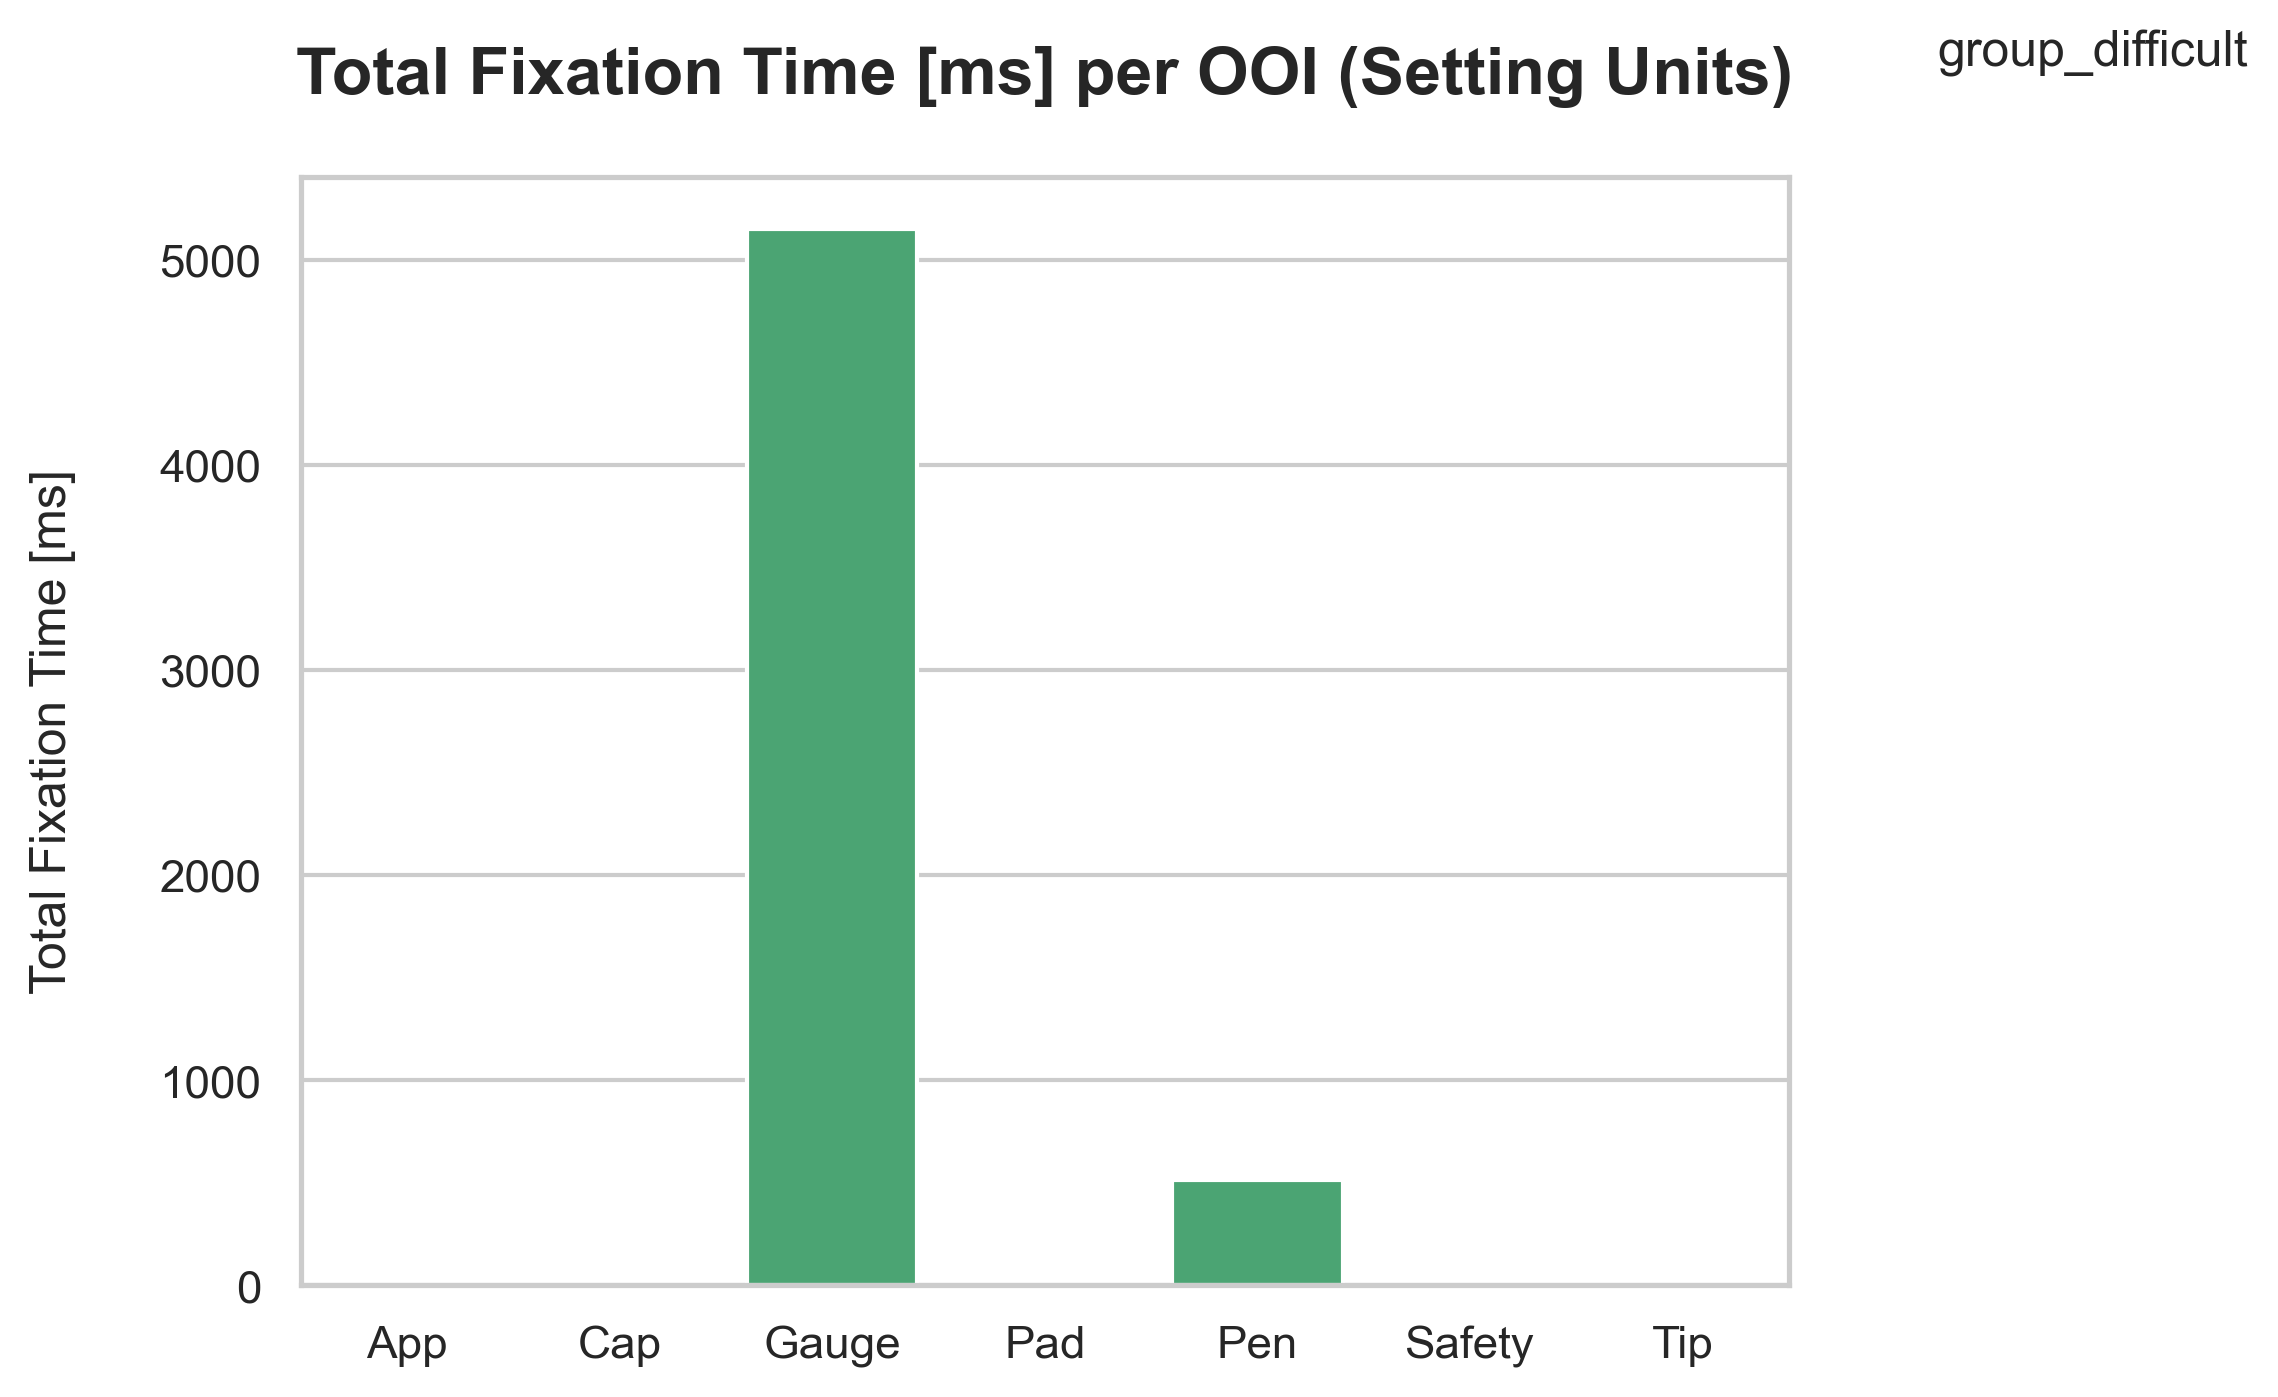 group_difficult
Total Fixation Time [ms] per OOI (Setting Units)
Total Fixation Time [ms]
5000
4000
3000
2000
1000
0
App Cap Gauge Pad Pen Safety Tip